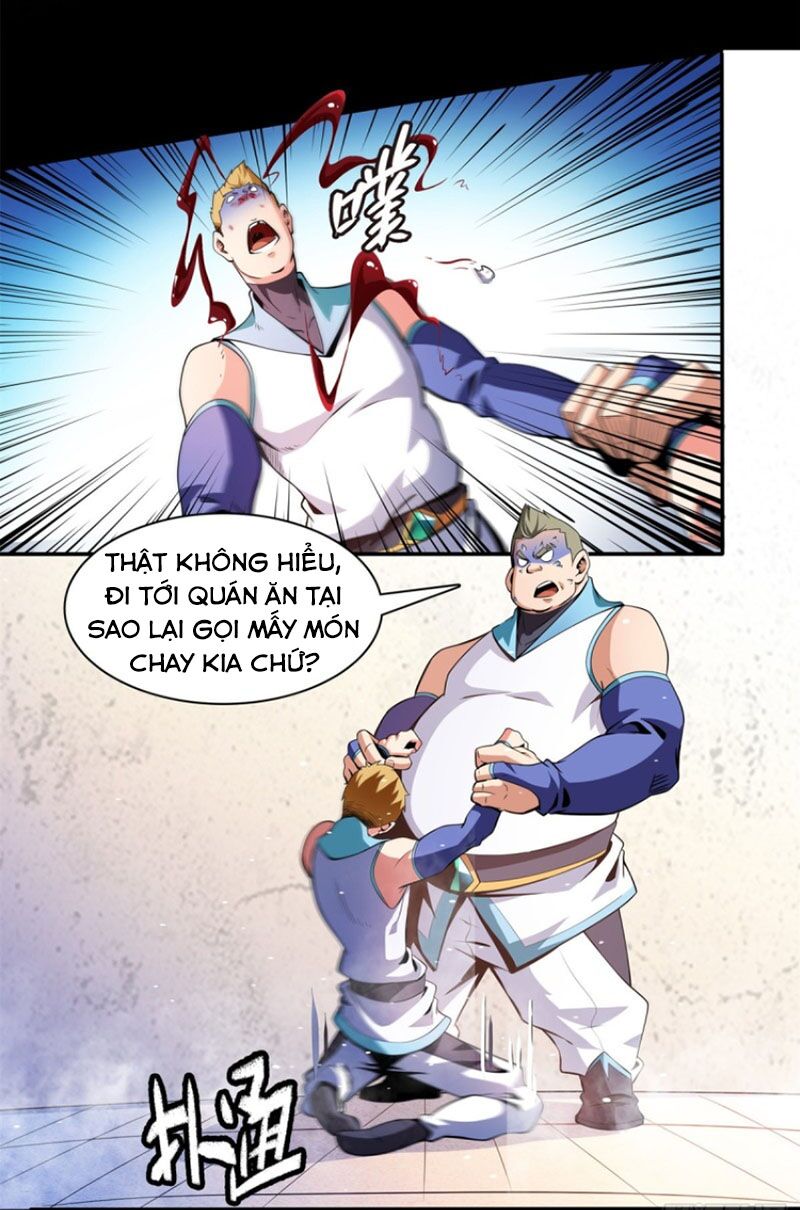 噗
THẬT KHÔNG HIỂU,
ĐI TỚI QUÁN ĂN TẠI
SAO LẠI GỌI MẤY MÓN
CHAY KIA CHỨ?
扑通